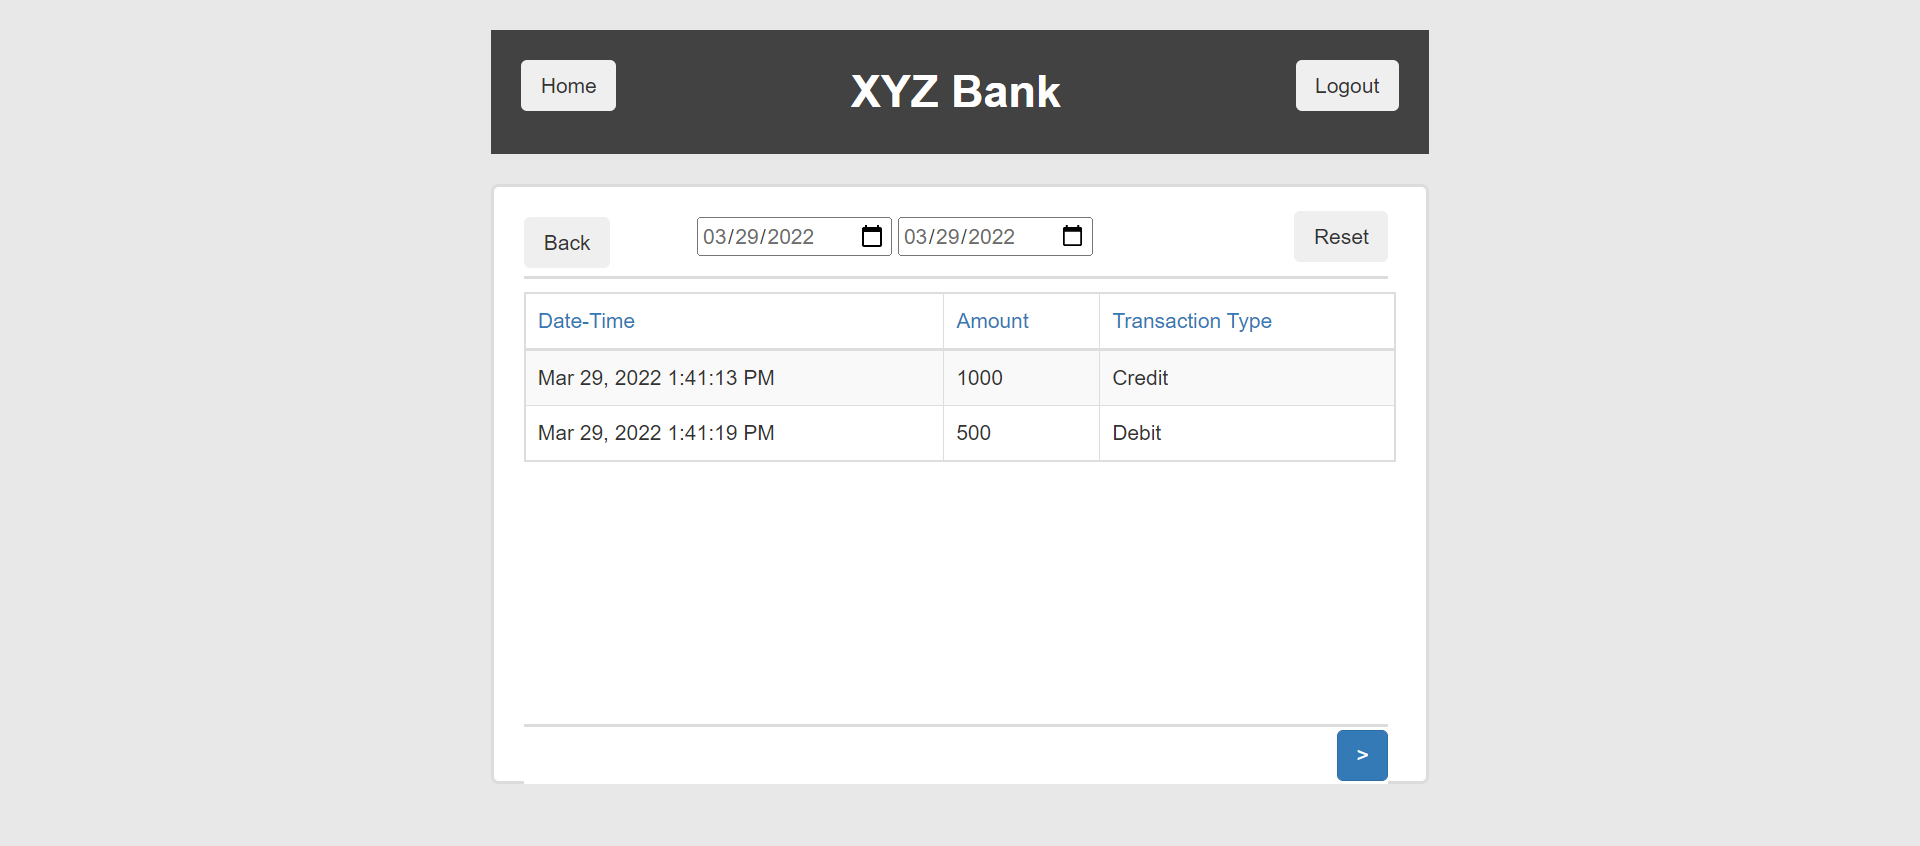 Home XYZ Bank Logout
Back 03/29/2022 03/29/2022 Reset
Date-Time Amount Transaction Type
Mar 29, 2022 1:41:13 PM 1000 Credit
Mar 29, 2022 1:41:19 PM 500 Debit
>